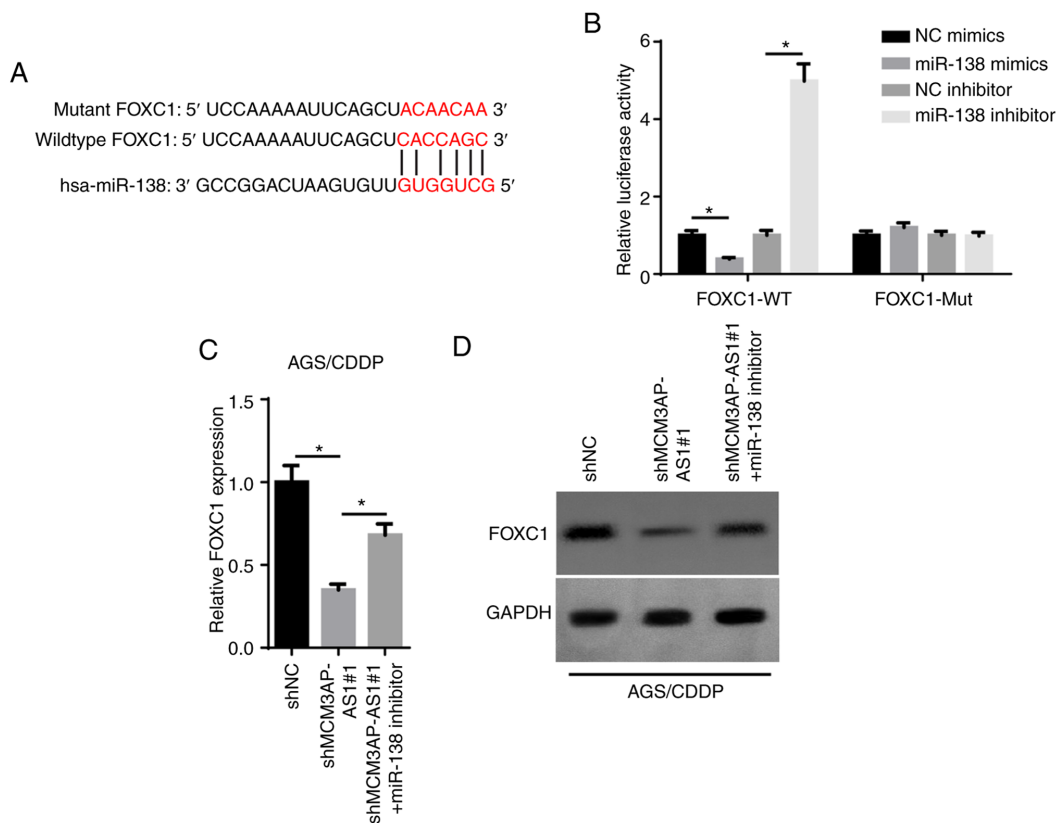 A
Mutant FOXC1: 5′ UCCAAAAAUUCAGCUACAACAA 3′
Wildtype FOXC1: 5′ UCCAAAAAUUCAGCUCACCAGC 3′
hsa-miR-138: 3′ GCCGGACUAAGUGUUGUGGUCG 5′
B
Relative luciferase activity
6
4
2
0
*
*
FOXC1-WT
FOXC1-Mut
NC mimics
miR-138 mimics
NC inhibitor
miR-138 inhibitor
C
AGS/CDDP
Relative FOXC1 expression
1.5
1.0
0.5
0.0
*
*
shNC
shMCM3AP-
AS1#1
shMCM3AP-AS1#1
+miR-138 inhibitor
D
shNC
shMCM3AP-
AS1#1
shMCM3AP-AS1#1
+miR-138 inhibitor
FOXC1
GAPDH
AGS/CDDP